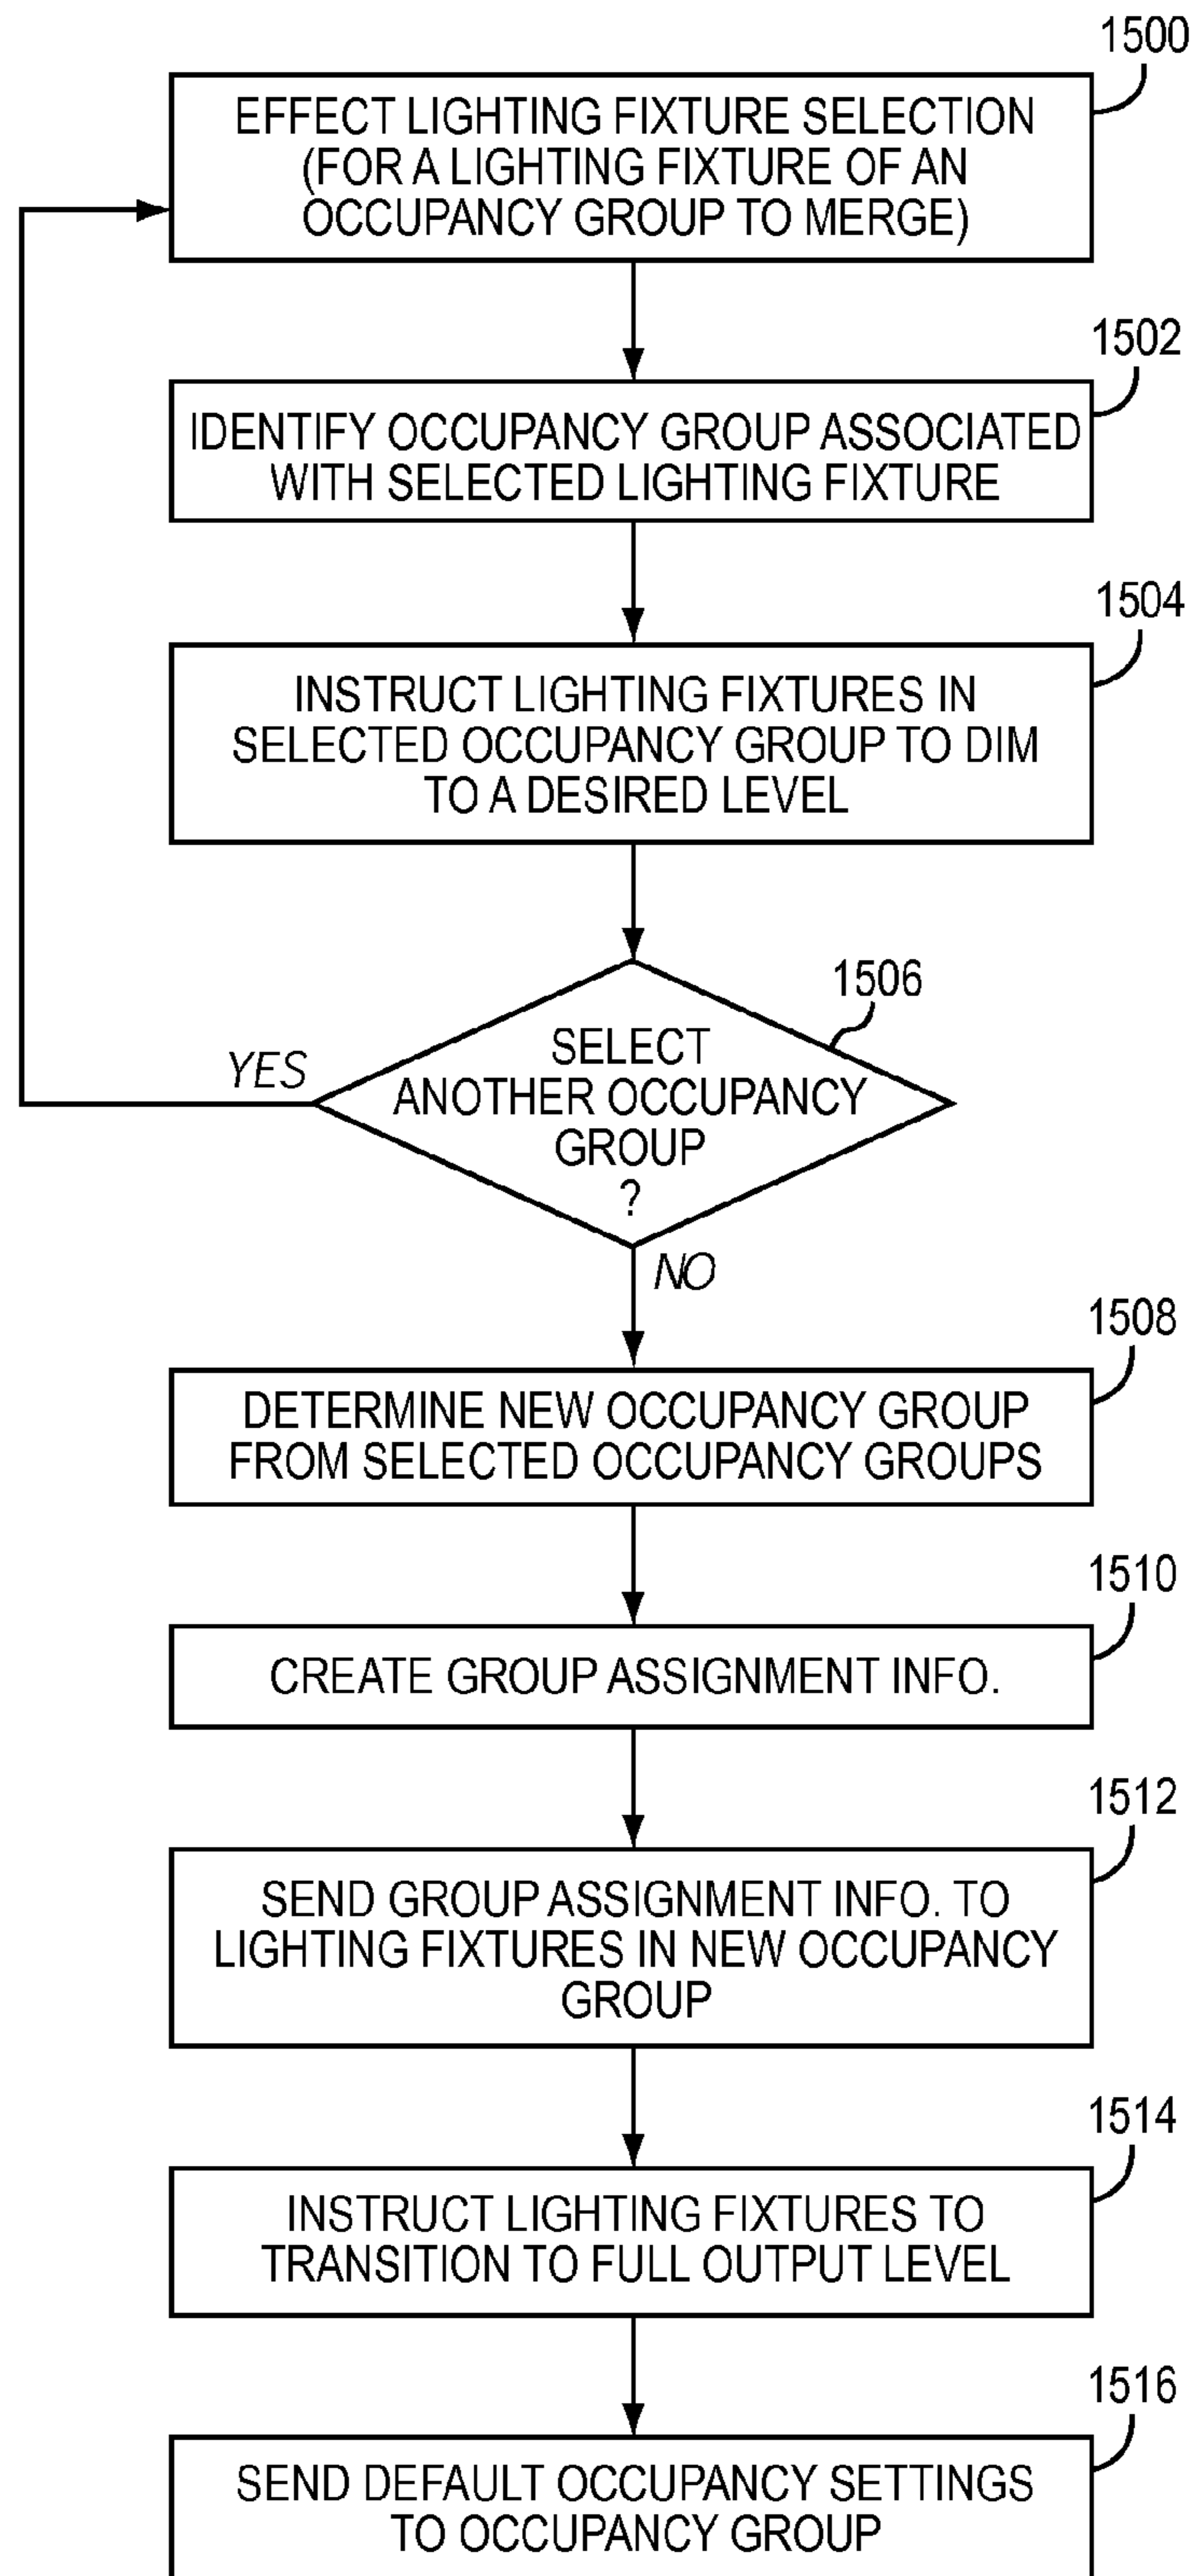 1500
EFFECT LIGHTING FIXTURE SELECTION
(FOR A LIGHTING FIXTURE OF AN
OCCUPANCY GROUP TO MERGE)
1502
IDENTIFY OCCUPANCY GROUP ASSOCIATED
WITH SELECTED LIGHTING FIXTURE
1504
INSTRUCT LIGHTING FIXTURES IN
SELECTED OCCUPANCY GROUP TO DIM
TO A DESIRED LEVEL
1506
SELECT
ANOTHER OCCUPANCY
GROUP
?
YES
NO
1508
DETERMINE NEW OCCUPANCY GROUP
FROM SELECTED OCCUPANCY GROUPS
1510
CREATE GROUP ASSIGNMENT INFO.
1512
SEND GROUP ASSIGNMENT INFO. TO
LIGHTING FIXTURES IN NEW OCCUPANCY
GROUP
1514
INSTRUCT LIGHTING FIXTURES TO
TRANSITION TO FULL OUTPUT LEVEL
1516
SEND DEFAULT OCCUPANCY SETTINGS
TO OCCUPANCY GROUP